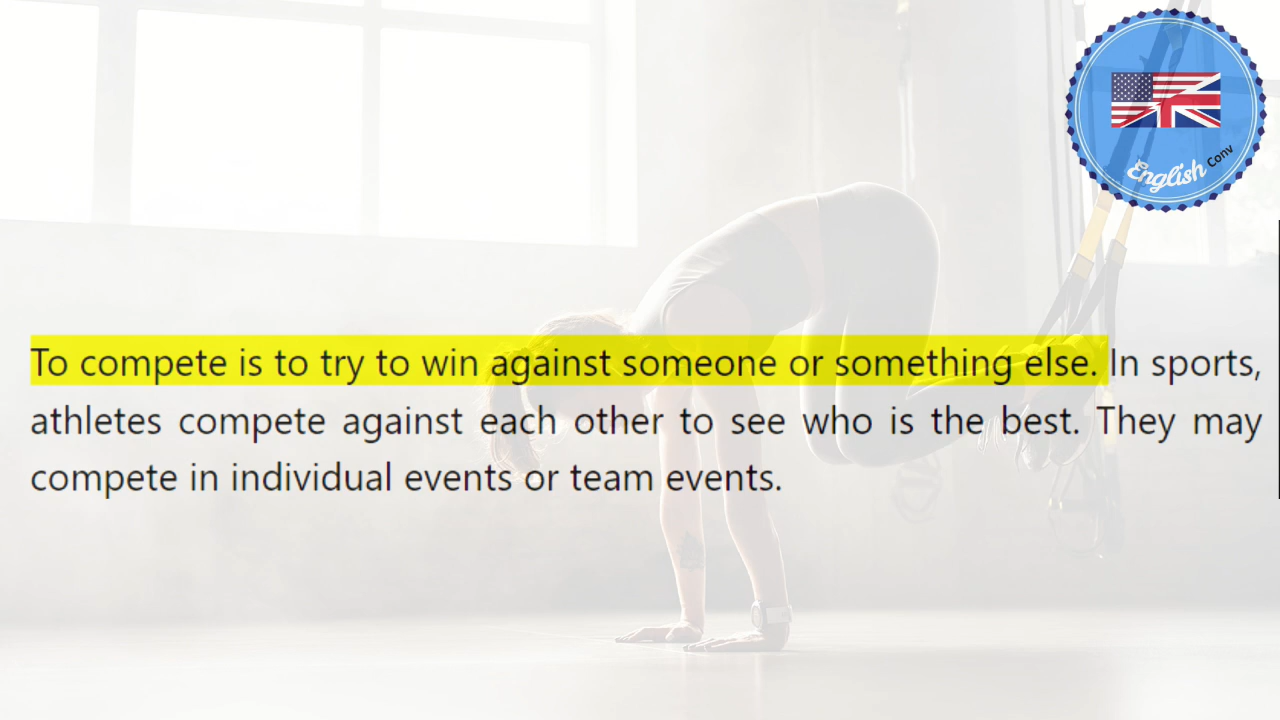 English Conv
To compete is to try to win against someone or something else. In sports,
athletes compete against each other to see who is the best. They may
compete in individual events or team events.